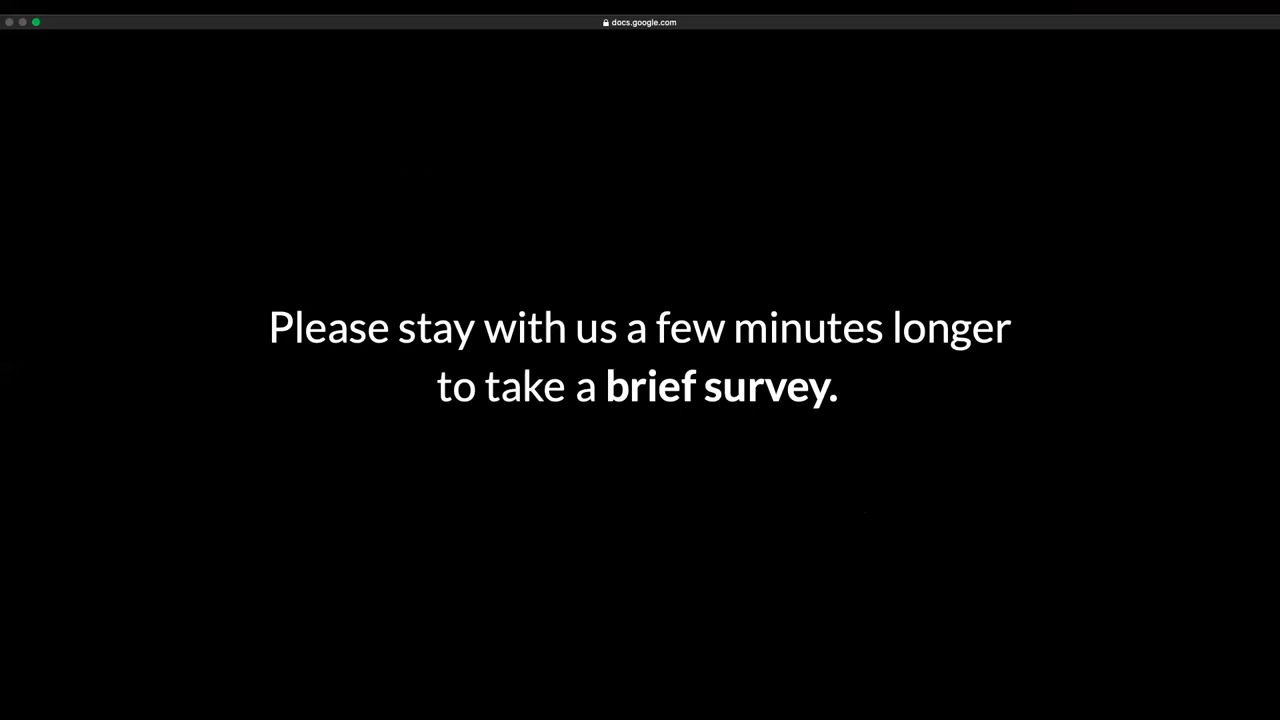 docs.google.com
Please stay with us a few minutes longer
to take a brief survey.